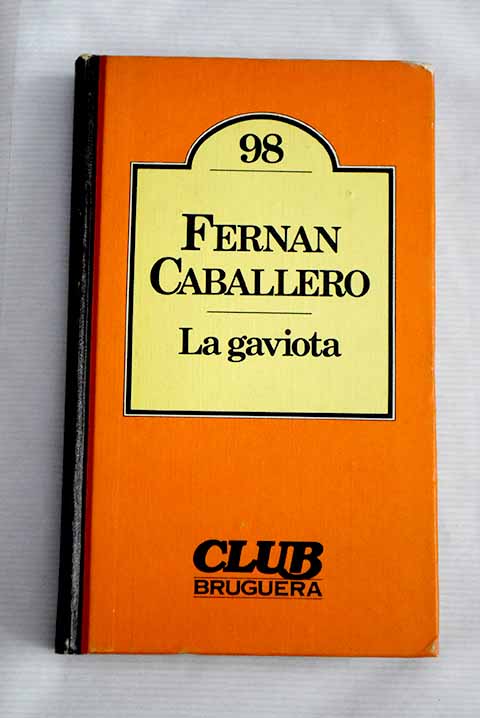 98
FERNAN
CABALLERO
La gaviota
CLUB
BRUGUERA